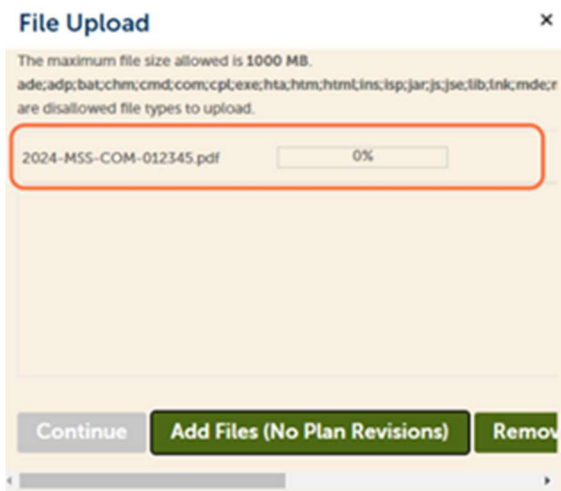 File Upload ×
The maximum file size allowed is 1000 MB.
ade;adp;bat;chm;cmd;com;cpl;exe;hta;htm;html;ins;isp;jar;js;jse;lib;lnk;mde;
are disallowed file types to upload.
2024-MSS-COM-012345.pdf 0%
Continue Add Files (No Plan Revisions) Remov